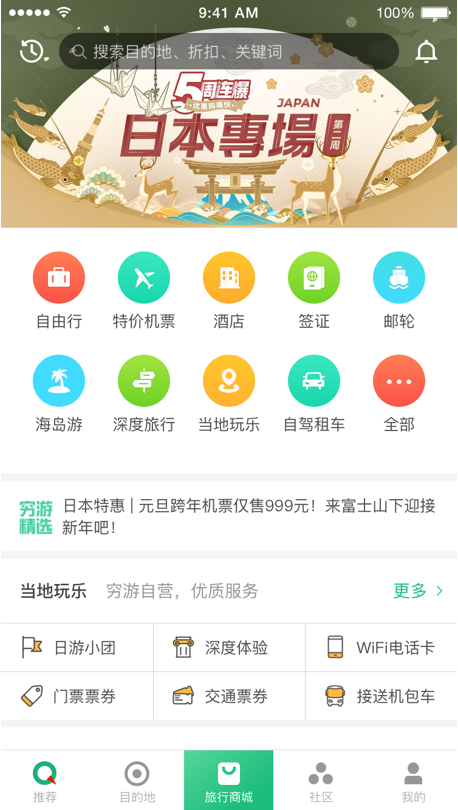 9:41 AM
100%
搜索目的地、折扣、关键词
5周连爆
优惠购痛快
JAPAN
日本專場
第二周
自由行
特价机票
酒店
签证
邮轮
海岛游
深度旅行
当地玩乐
自驾租车
全部
穷游
精选
日本特惠 | 元旦跨年机票仅售999元！来富士山下迎接
新年吧！
当地玩乐
穷游自营，优质服务
更多
日游小团
深度体验
WiFi电话卡
门票票券
交通票券
接送机包车
推荐
目的地
旅行商城
社区
我的